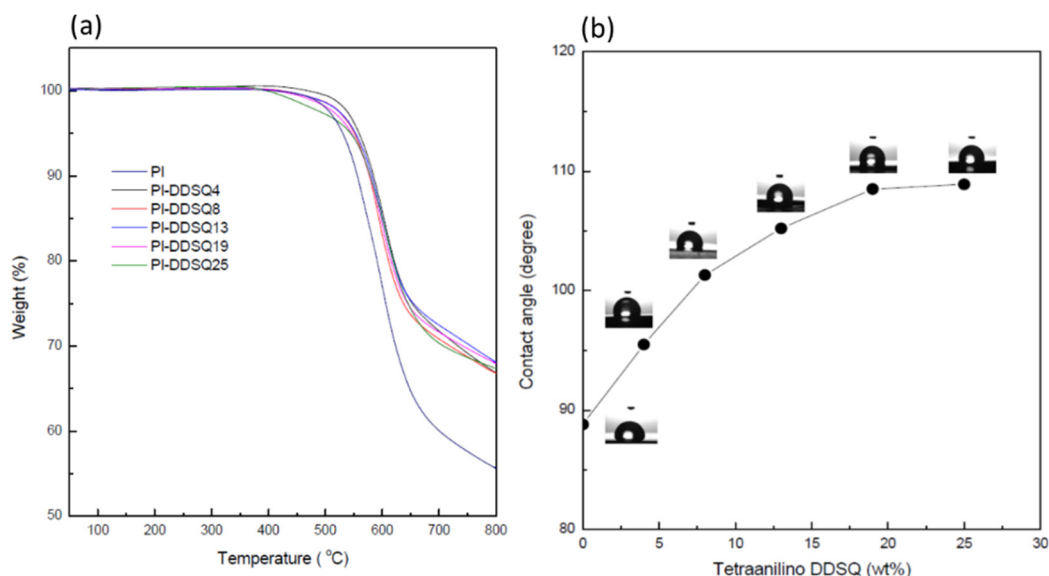 (a)
Weight (%)
100
90
80
70
60
50
PI
PI-DDSQ4
PI-DDSQ8
PI-DDSQ13
PI-DDSQ19
PI-DDSQ25
100 200 300 400 500 600 700 800
Temperature ( °C)
(b)
Contact angle (degree)
120
110
100
90
80
0 5 10 15 20 25 30
Tetraanilino DDSQ (wt%)